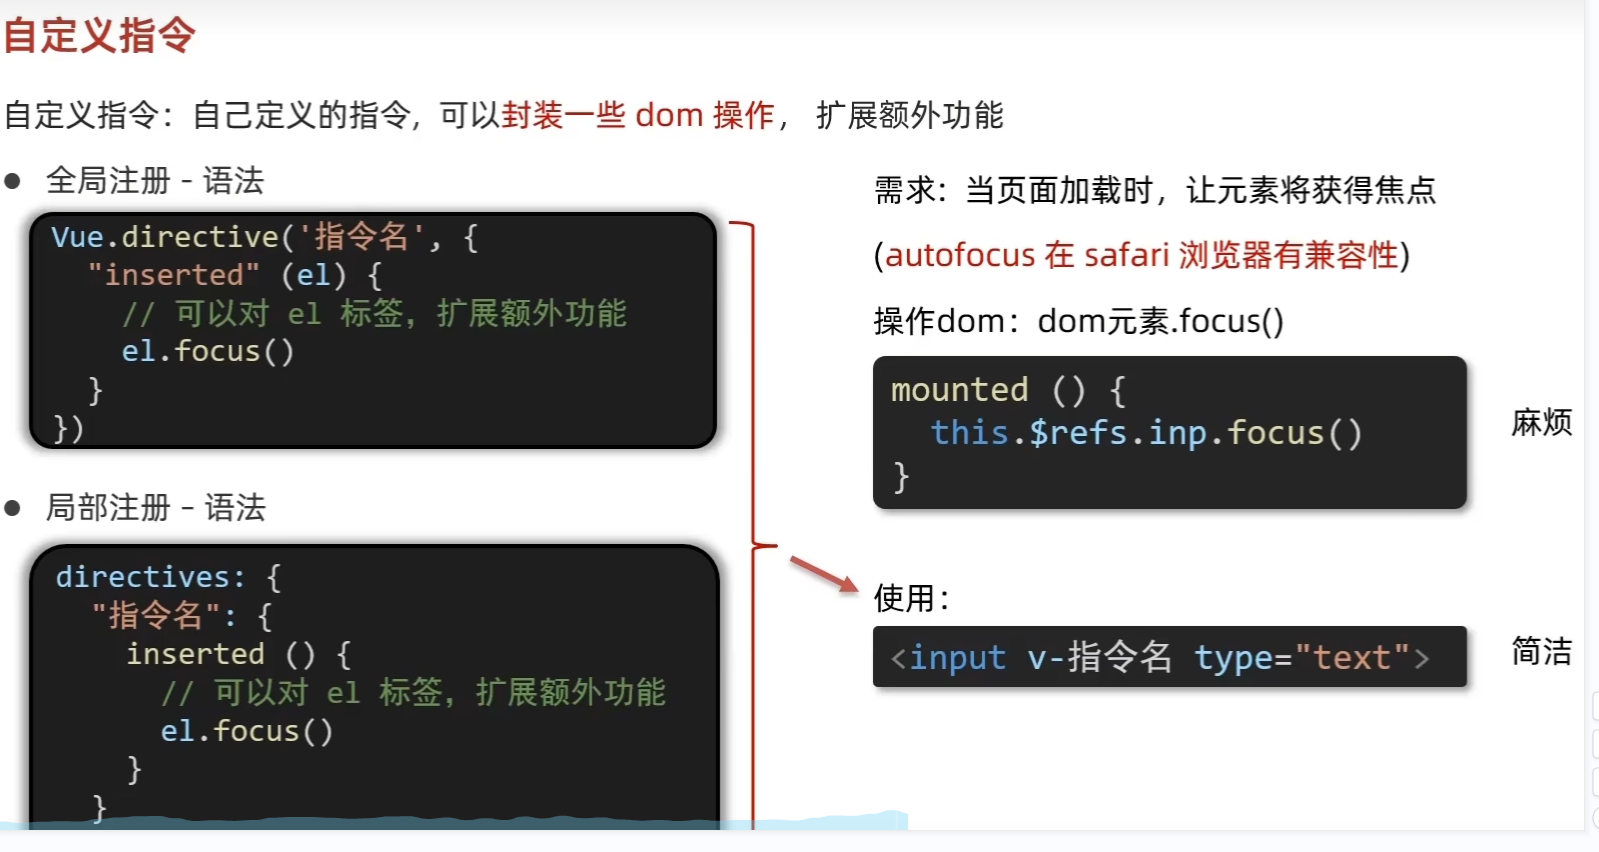 自定义指令
自定义指令：自己定义的指令，可以封装一些 dom 操作， 扩展额外功能
● 全局注册 - 语法
Vue.directive('指令名', {
"inserted" (el) {
// 可以对 el 标签，扩展额外功能
el.focus()
}
})
● 局部注册 – 语法
directives: {
"指令名": {
inserted () {
// 可以对 el 标签，扩展额外功能
el.focus()
}
}
需求：当页面加载时，让元素将获得焦点
(autofocus 在 safari 浏览器有兼容性)
操作dom：dom元素.focus()
mounted () {
this.$refs.inp.focus()
}
麻烦
使用：
<input v-指令名 type="text">
简洁